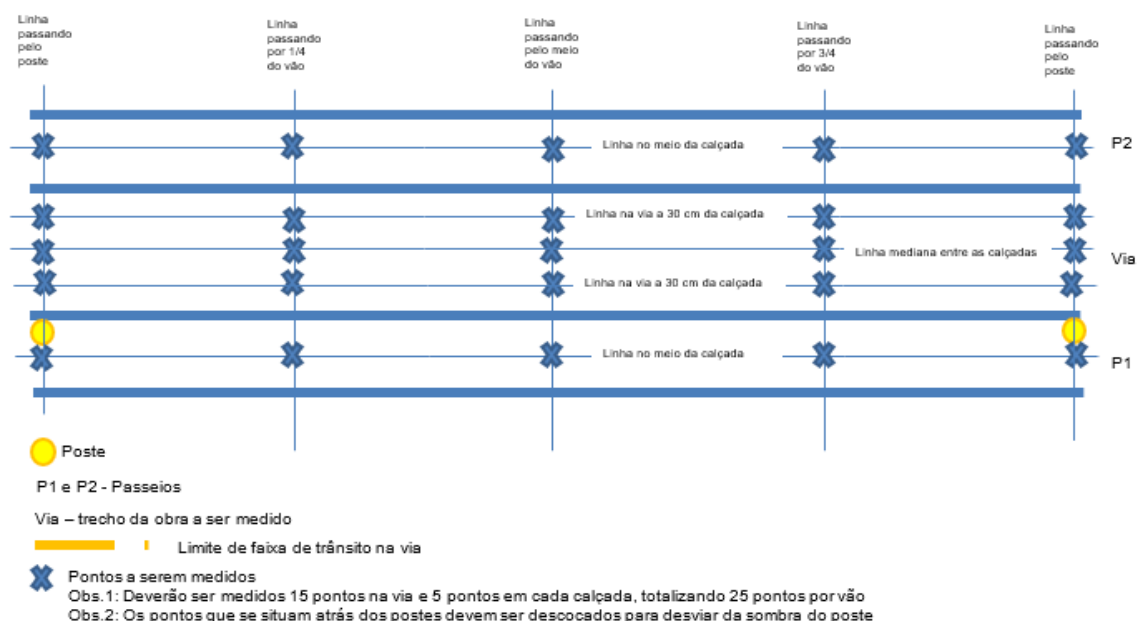 Linha
passando
pelo
poste
Linha
passando
por 1/4
do vão
Linha
passando
pelo meio
do vão
Linha
passando
por 3/4
do vão
Linha
passando
pelo
poste
Linha no meio da calçada
P2
Linha na via a 30 cm da calçada
Linha mediana entre as calçadas
Via
Linha na via a 30 cm da calçada
Linha no meio da calçada
P1
Poste
P1 e P2 - Passeios
Via – trecho da obra a ser medido
Limite de faixa de trânsito na via
Pontos a serem medidos
Obs.1: Deverão ser medidos 15 pontos na via e 5 pontos em cada calçada, totalizando 25 pontos por vão
Obs.2: Os pontos que se situam atrás dos postes devem ser descocados para desviar da sombra do poste